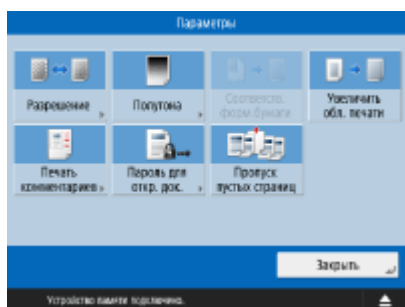 Параметры
Разрешение
Полутона
Соответств.
форм.бумаги
Увеличить
обл. печати
Печать
комментариев
Пароль для
откр. док.
Пропуск
пустых страниц
Закрыть
Устройство памяти подключено.